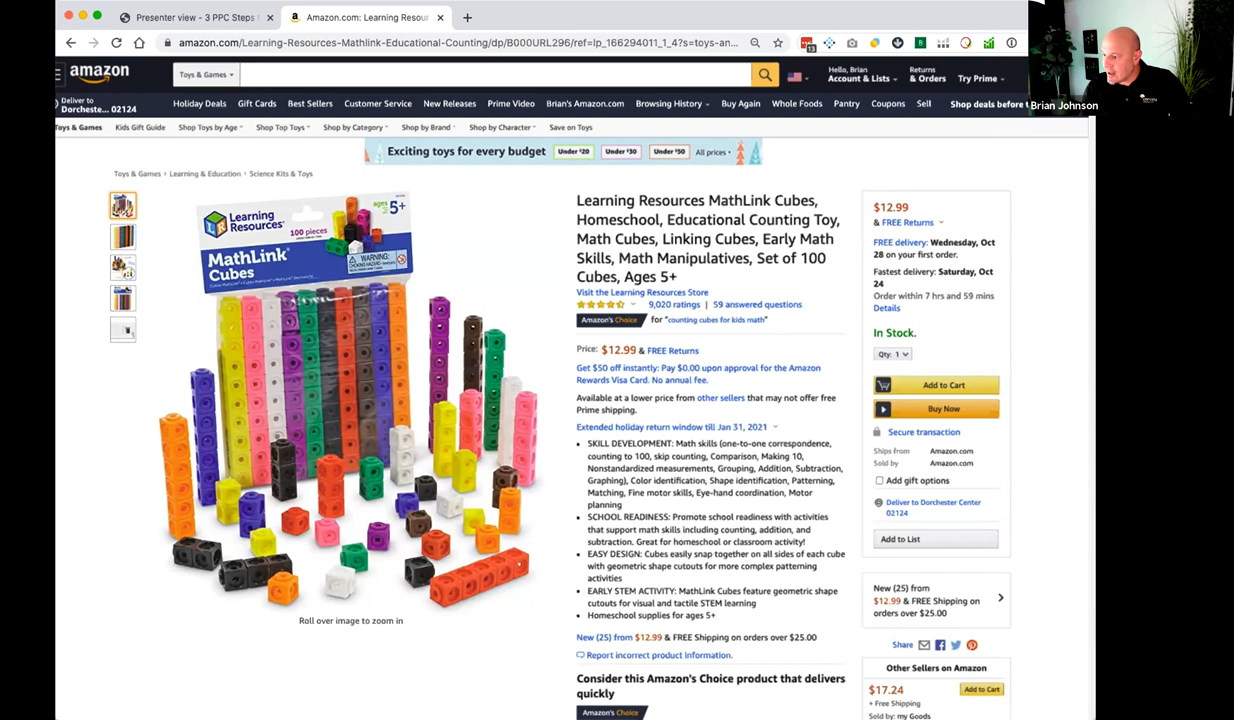 Presenter view - 3 PPC Steps
Amazon.com: Learning Resour
amazon.com/Learning-Resources-Mathlink-Educational-Counting/dp/B000URL296/ref=lp_166294011_1_4?s=toys-an...
Brian Johnson
amazon
Toys & Games
Hello, Brian
Account & Lists
Returns
& Orders
Try Prime
Deliver to
Dorcheste... 02124
Holiday Deals Gift Cards Best Sellers Customer Service New Releases Prime Video Brian's Amazon.com Browsing History Buy Again Whole Foods Pantry Coupons Sell Shop deals before
Toys & Games Kids Gift Guide Shop Toys by Age Shop Top Toys Shop by Category Shop by Brand Shop by Character Save on Toys
Exciting toys for every budget Under $20 Under $30 Under $50 All prices
Toys & Games › Learning & Education › Science Kits & Toys
Learning
Resources
100 pieces
ages
5+
MathLink
Cubes
WARNING:
Roll over image to zoom in
Learning Resources MathLink Cubes,
Homeschool, Educational Counting Toy,
Math Cubes, Linking Cubes, Early Math
Skills, Math Manipulatives, Set of 100
Cubes, Ages 5+
Visit the Learning Resources Store
9,020 ratings | 59 answered questions
Amazon's Choice for "counting cubes for kids math"
Price: $12.99 & FREE Returns
Get $50 off instantly: Pay $0.00 upon approval for the Amazon
Rewards Visa Card. No annual fee.
Available at a lower price from other sellers that may not offer free
Prime shipping.
Extended holiday return window till Jan 31, 2021
• SKILL DEVELOPMENT: Math skills (one-to-one correspondence,
counting to 100, skip counting, Comparison, Making 10,
Nonstandardized measurements, Grouping, Addition, Subtraction,
Graphing), Color identification, Shape identification, Patterning,
Matching, Fine motor skills, Eye-hand coordination, Motor
planning
• SCHOOL READINESS: Promote school readiness with activities
that support math skills including counting, addition, and
subtraction. Great for homeschool or classroom activity!
• EASY DESIGN: Cubes easily snap together on all sides of each cube
with geometric shape cutouts for more complex patterning
activities
• EARLY STEM ACTIVITY: MathLink Cubes feature geometric shape
cutouts for visual and tactile STEM learning
• Homeschool supplies for ages 5+
New (25) from $12.99 & FREE Shipping on orders over $25.00
Report incorrect product information.
Consider this Amazon's Choice product that delivers
quickly
Amazon's Choice
$12.99
& FREE Returns
FREE delivery: Wednesday, Oct
28 on your first order.
Fastest delivery: Saturday, Oct
24
Order within 7 hrs and 59 mins
Details
In Stock.
Qty: 1
Add to Cart
Buy Now
Secure transaction
Ships from Amazon.com
Sold by Amazon.com
Add gift options
Deliver to Dorchester Center
02124
Add to List
New (25) from
$12.99 & FREE Shipping on
orders over $25.00
Share
Other Sellers on Amazon
$17.24
Add to Cart
+ Free Shipping
Sold by: my Goods